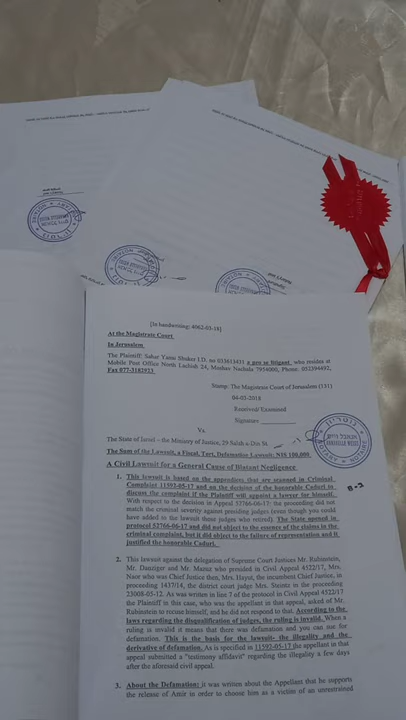 [In handwriting: 4062-03-18]
At the Magistrate Court
In Jerusalem
The Plaintiff: Sahar Yamu Shuker I.D. no 033613431 a pro se litigant, who resides at
Mobile Post Office North Lachish 24, Moshav Nachula 7954000, Phone:
Fax 077-3182923
Stamp: The Magistrate Court of Jerusalem (131)
04-03-2018
Received/ Examined
Signature
Vs.
The State of Israel – the Ministry of Justice, 29 Salah a-Din St.
The Sum of the Lawsuit, a Fiscal, Tort, Defamation Lawsuit: NIS 100,000
A Civil Lawsuit for a General Cause of Blatant Negligence
1. This lawsuit is based on the appendices, that are scanned in Criminal
Complaint 11592-05-17 and on the decision of the honorable Caduri to
discuss the complaint if the Plaintiff will against a lawyer for himself.
With respect to the decision in Appeal 52766-06-17: the proceeding did not
match the criminal severity against presiding judges (even though you could
have added to the lawsuit those judges who retired). The State opened in
protocol 52766-06-17 and did not object to the essence of the claims in the
criminal complaint, but it did object to the failure of representation and it
justified the honorable Caduri.
2. This lawsuit against the delegation of Supreme Court Justices Mr. Rubinstein,
Mr. Danziger and Mr. Mazuz who presided in Civil Appeal 4522/17, Mrs.
Naor who was Chief Justice then, Mrs. Hayut, the incumbent Chief Justice, in
proceeding 1437/14, the district court judge Mrs. Steinitz in the proceeding
23008-05-12. As was written in line 7 of the protocol in Civil Appeal 4522/17
the Plaintiff in this case, who was the appellant in that appeal, asked of Mr.
Rubinstein to recuse himself, and he did not respond to that. According to the
laws regarding the disqualification of judges, the ruling is invalid. When a
ruling is invalid it means that there was defamation and you can sue for
defamation. This is the basis for the lawsuit- the illegality and the
derivative of defamation. As is specified in 11592-05-17 the appellant in that
appeal submitted a "testimony affidavit" regarding the illegality a few days
after the aforesaid civil appeal.
3. About the Defamation: it was written about the Appellant that he supports
the release of Amir in order to choose him as a victim of an unrestrained